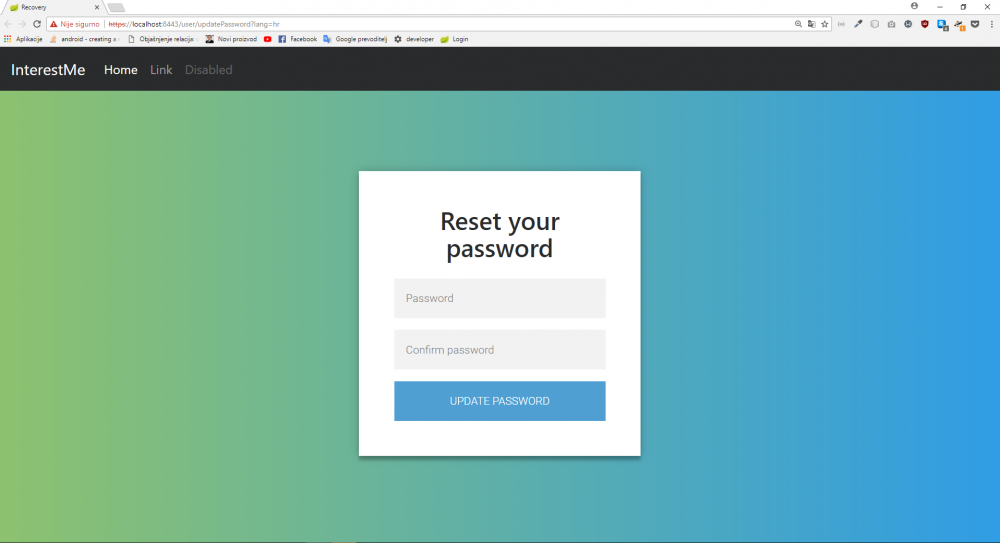 Recovery
Nije sigurno | https://localhost:8443/user/updatePassword?lang=hr
Aplikacije android - creating a Objašnjenje relacija Novi proizvod Facebook Google prevoditelj developer Login
InterestMe Home Link Disabled
Reset your
password
Password
Confirm password
UPDATE PASSWORD